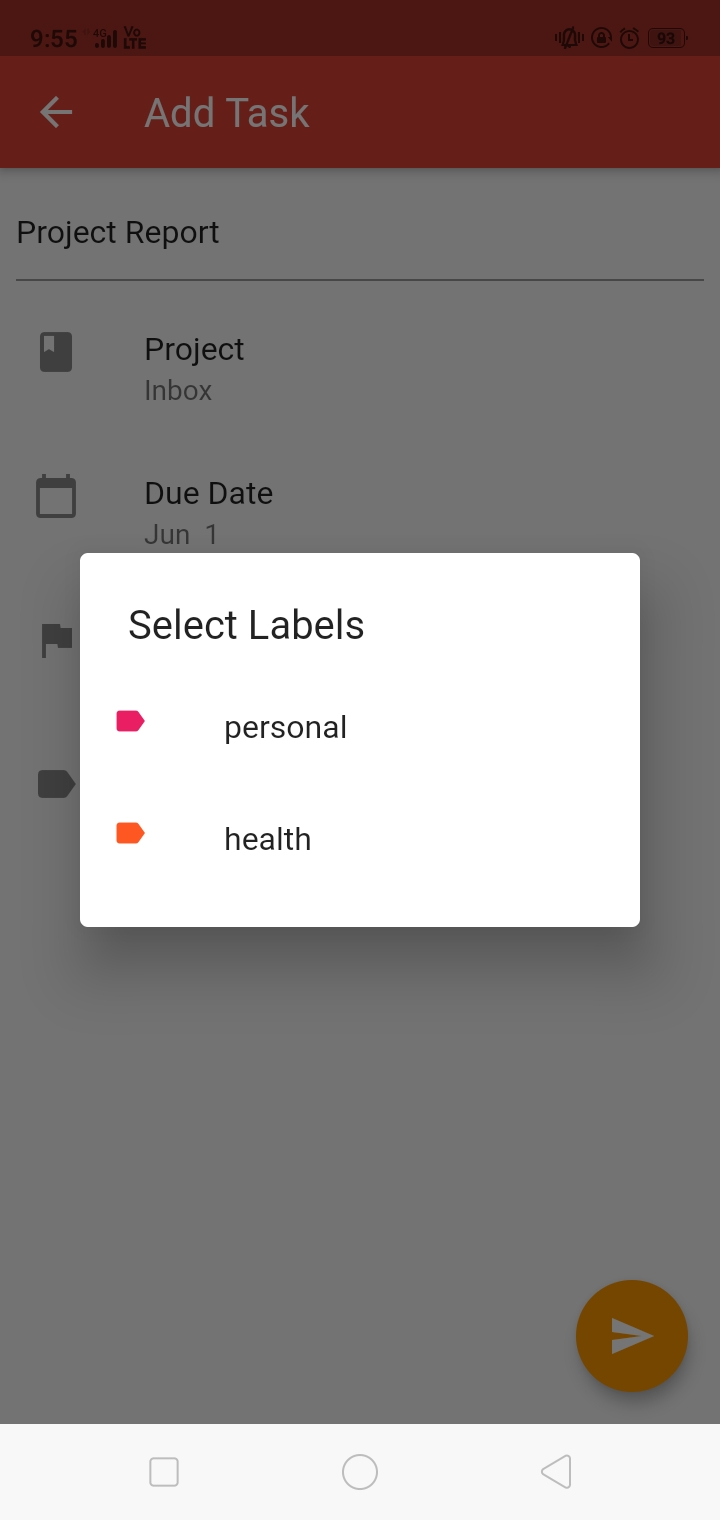 9:55 4G Vo LTE 93
Add Task
Project Report
Project
Inbox
Due Date
Jun 1
Select Labels
personal
health